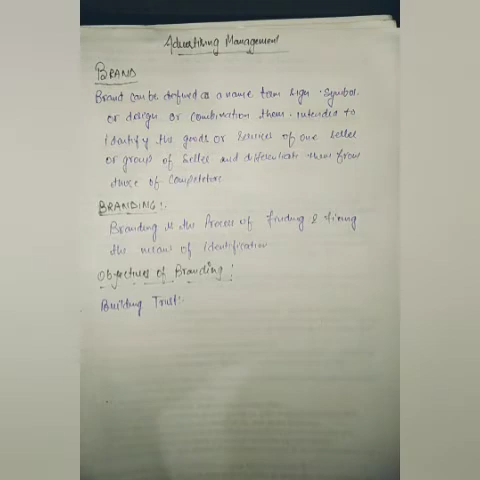 Advertising Management
BRAND
Brand can be defined as a name term sign. Symbol.
or design or combination them. intended to
identify the goods or services of one seller
or group of seller and differentiate them from
those of competetors
BRANDING:.
Branding is the Process of finding & fixing
the means of identification
Objectives of Branding:
Building Trust:.